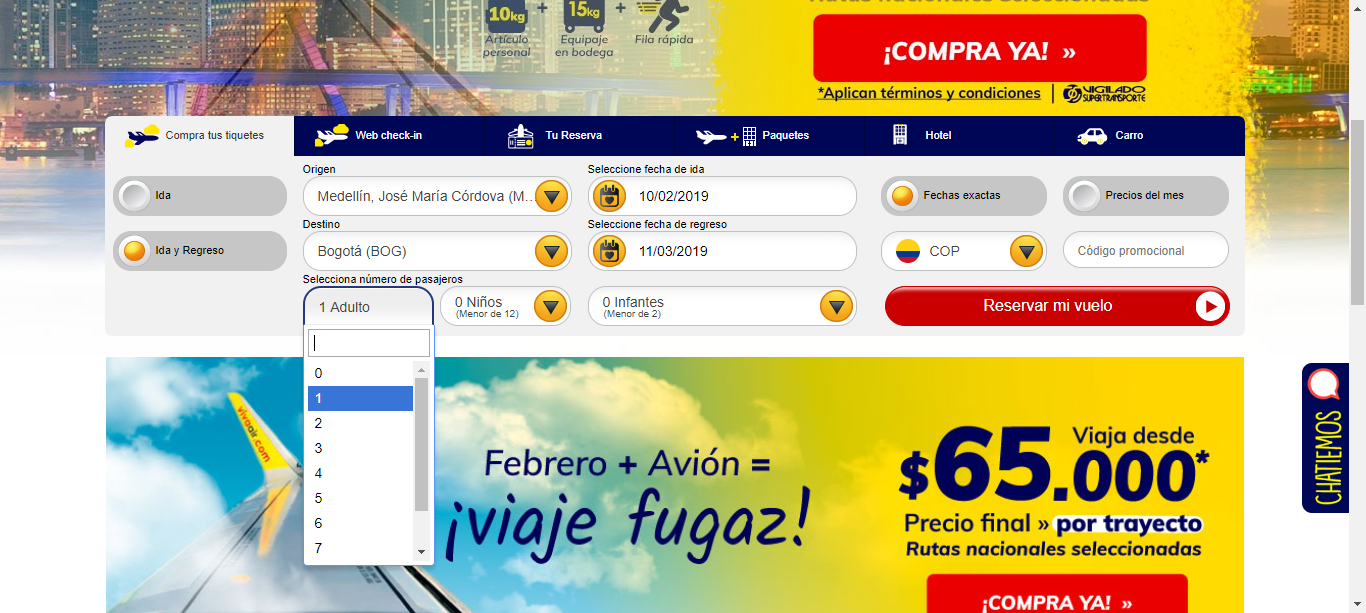 Rutas nacionales seleccionadas
10kg + 15kg +
Artículo personal
Equipaje en bodega
Fila rápida
¡COMPRA YA! »
*Aplican términos y condiciones | VIGILADO SUPERTRANSPORTE
Compra tus tiquetes
Web check-in
Tu Reserva
Paquetes
Hotel
Carro
Ida
Ida y Regreso
Origen
Medellín, José María Córdova (M...
Destino
Bogotá (BOG)
Seleccione fecha de ida
10/02/2019
Seleccione fecha de regreso
11/03/2019
Fechas exactas
Precios del mes
COP
Código promocional
Selecciona número de pasajeros
1 Adulto
0 Niños
(Menor de 12)
0 Infantes
(Menor de 2)
Reservar mi vuelo
0
1
2
3
4
5
6
7
vivaair.com
Febrero + Avión =
¡viaje fugaz!
Viaja desde
$65.000*
Precio final » por trayecto
Rutas nacionales seleccionadas
¡COMPRA YA! »
CHATIEMOS